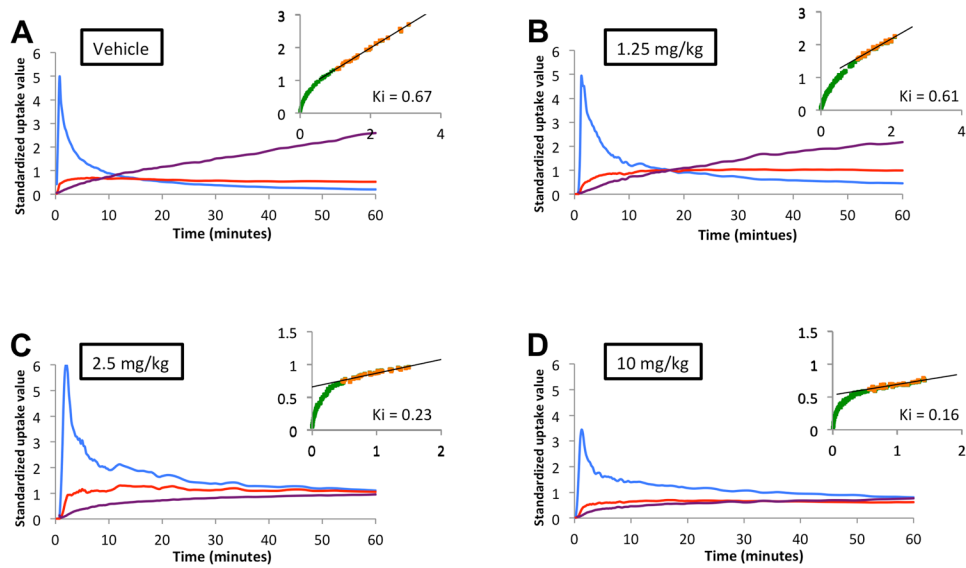 A
Vehicle
Standardized uptake value
6
5
4
3
2
1
0
0 10 20 30 40 50 60
Time (minutes)
3
2
1
0
0 2 4
Ki = 0.67
B
1.25 mg/kg
Standardized uptake value
6
5
4
3
2
1
0
0 10 20 30 40 50 60
Time (mintues)
3
2
1
0
0 2 4
Ki = 0.61
C
2.5 mg/kg
Standardized uptake value
6
5
4
3
2
1
0
0 10 20 30 40 50 60
Time (minutes)
1.5
1
0.5
0
0 1 2
Ki = 0.23
D
10 mg/kg
Standardized uptake value
6
5
4
3
2
1
0
0 10 20 30 40 50 60
Time (minutes)
1.5
1
0.5
0
0 1 2
Ki = 0.16